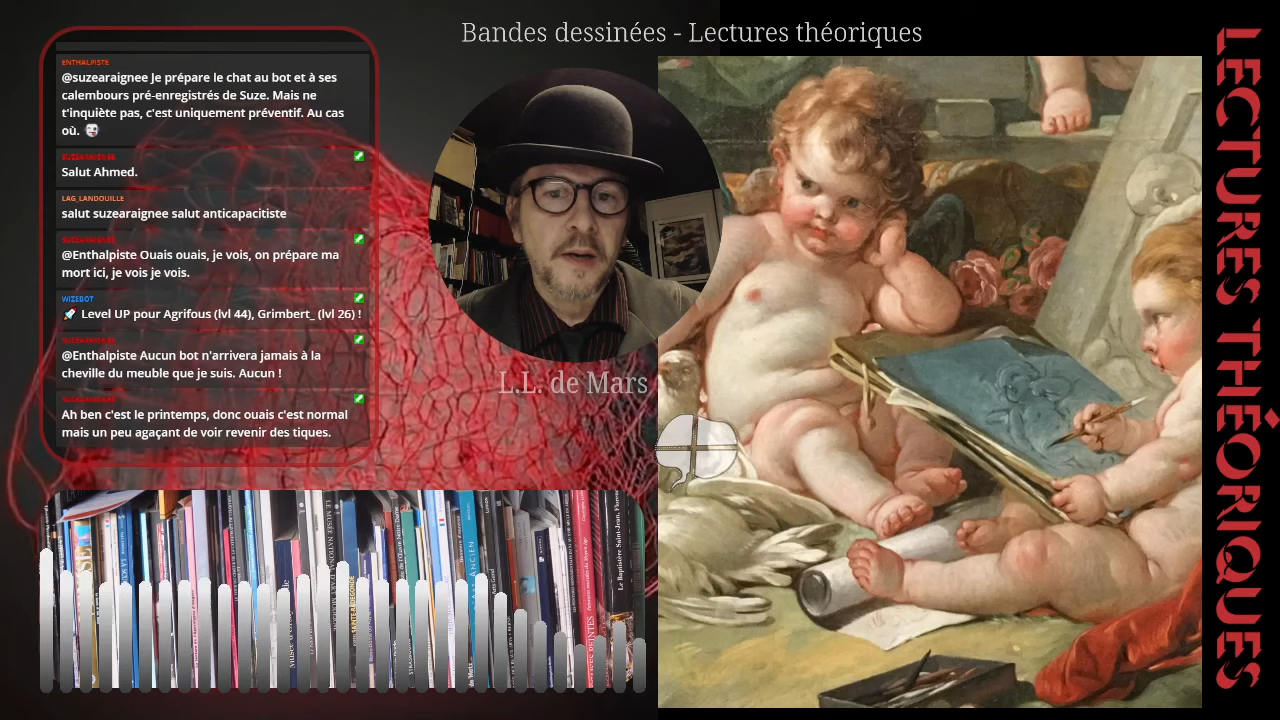 Bandes dessinées - Lectures théoriques
ENTHALPISTE
@suzearaignee Je prépare le chat au bot et à ses
calembours pré-enregistrés de Suze. Mais ne
t'inquiète pas, c'est uniquement préventif. Au cas
où.
SUZEARAIGNEE
Salut Ahmed.
LAG_LANDOUILLE
salut suzearaignee salut anticapacitiste
SUZEARAIGNEE
@Enthalpiste Ouais ouais, je vois, on prépare ma
mort ici, je vois je vois.
WIZEBOT
🚀 Level UP pour Agrifous (lvl 44), Grimbert_ (lvl 26) !
SUZEARAIGNEE
@Enthalpiste Aucun bot n'arrivera jamais à la
cheville du meuble que je suis. Aucun !
SUZEARAIGNEE
Ah ben c'est le printemps, donc ouais c'est normal
mais un peu agaçant de voir revenir des tiques.
L.L. de Mars
LECTURES THÉORIQUES
Le Baptistère Saint-Jean, Flor